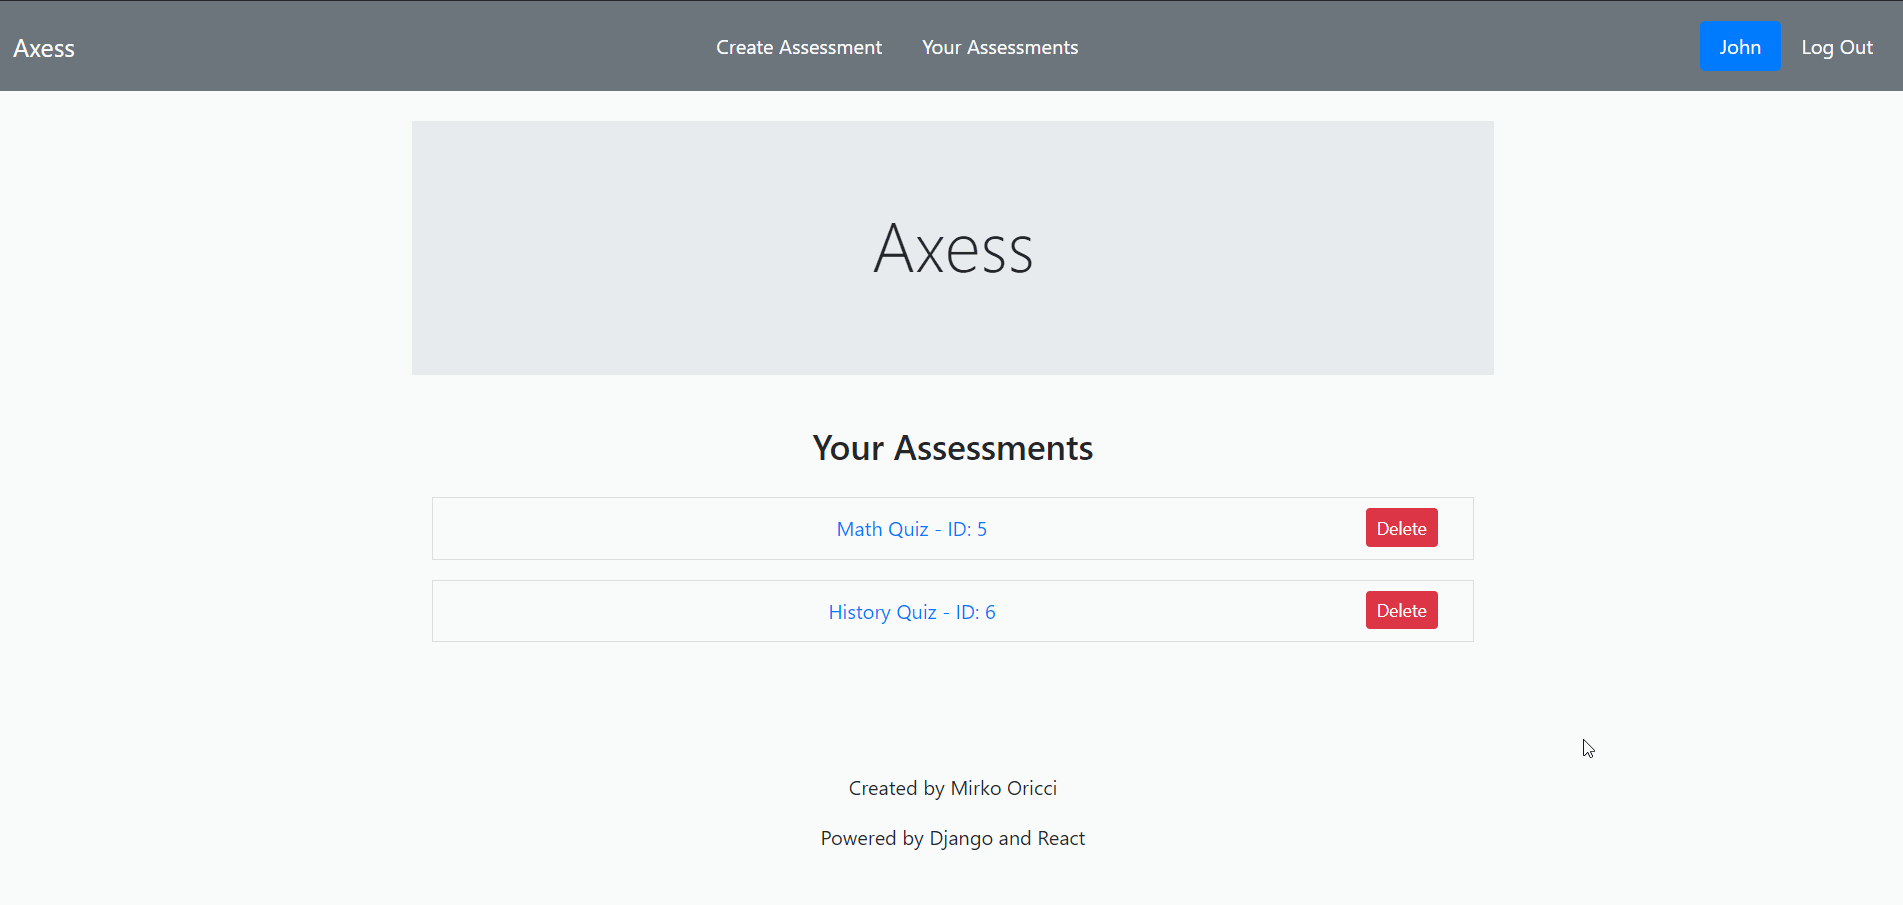 Axess Create Assessment Your Assessments John Log Out
Axess
Your Assessments
Math Quiz - ID: 5 Delete
History Quiz - ID: 6 Delete
Created by Mirko Oricci
Powered by Django and React